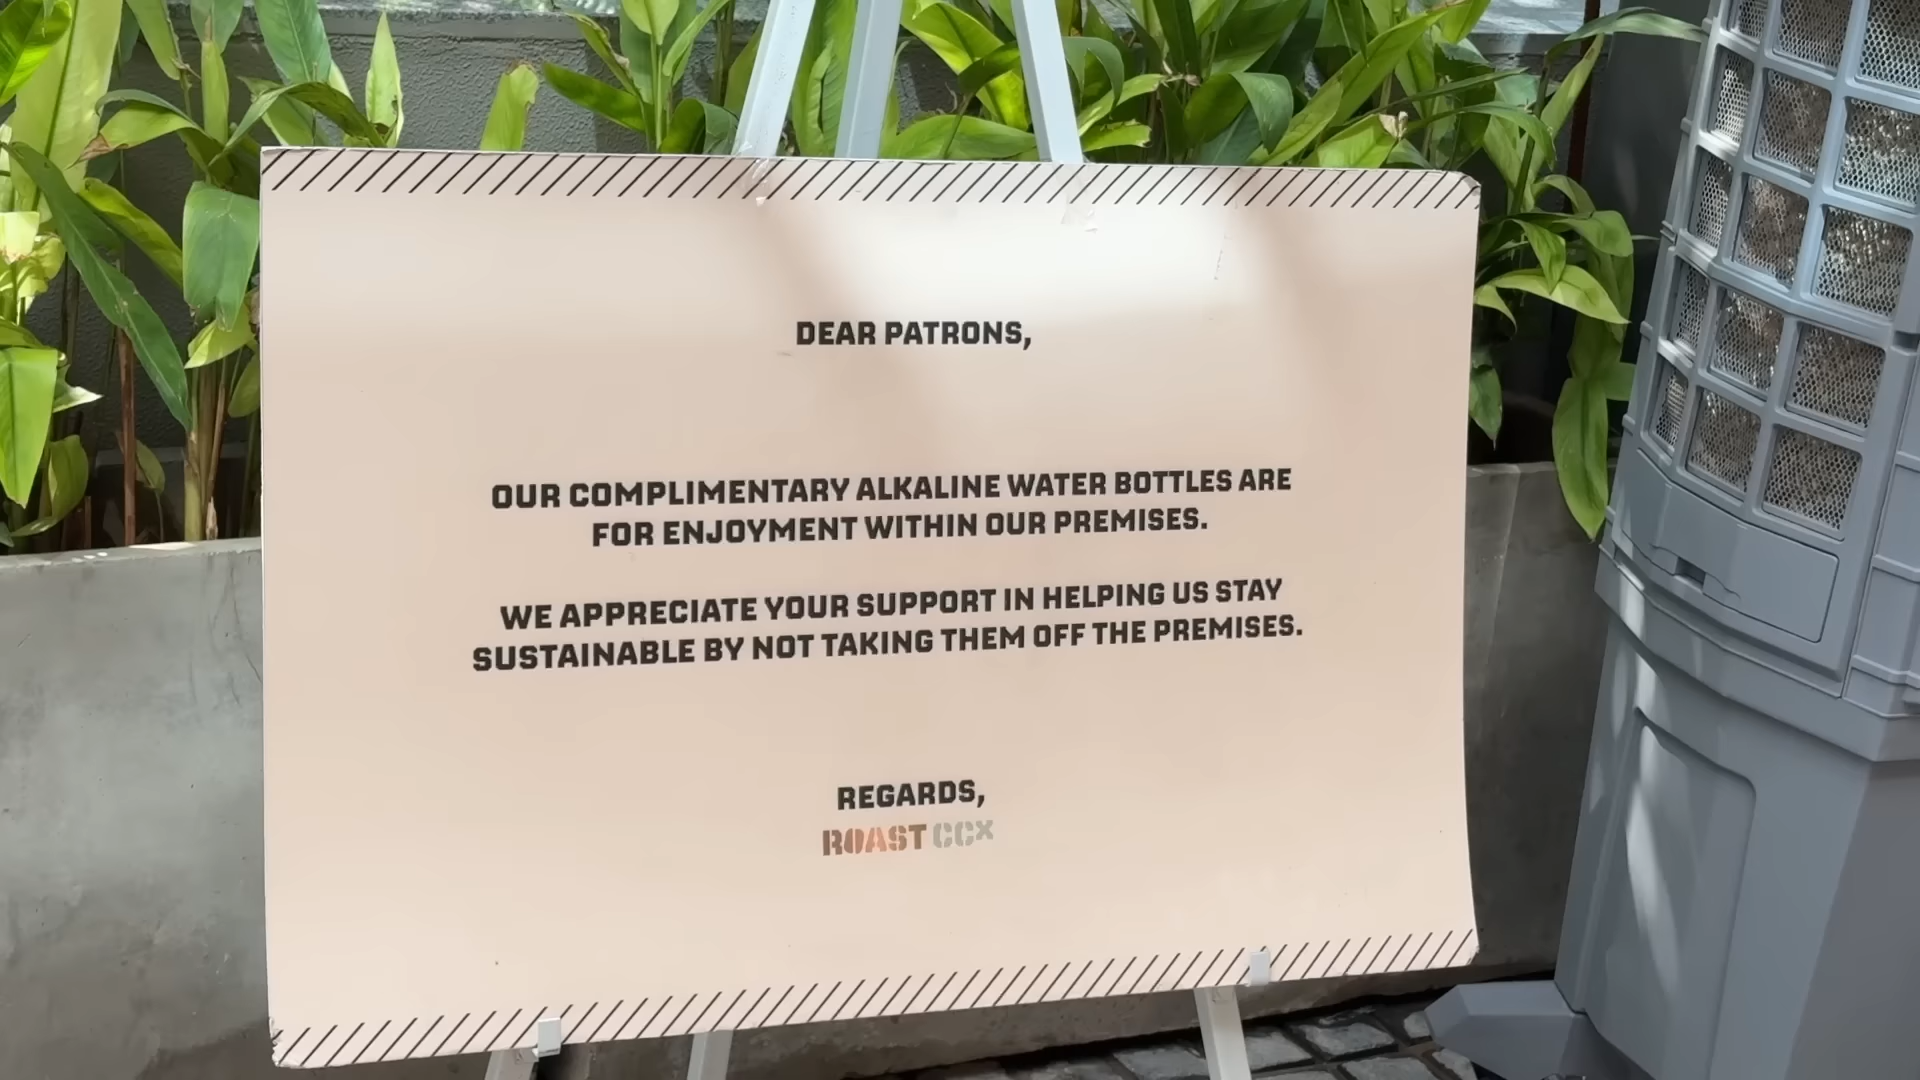 DEAR PATRONS,
OUR COMPLIMENTARY ALKALINE WATER BOTTLES ARE
FOR ENJOYMENT WITHIN OUR PREMISES.
WE APPRECIATE YOUR SUPPORT IN HELPING US STAY
SUSTAINABLE BY NOT TAKING THEM OFF THE PREMISES.
REGARDS,
ROAST CCX